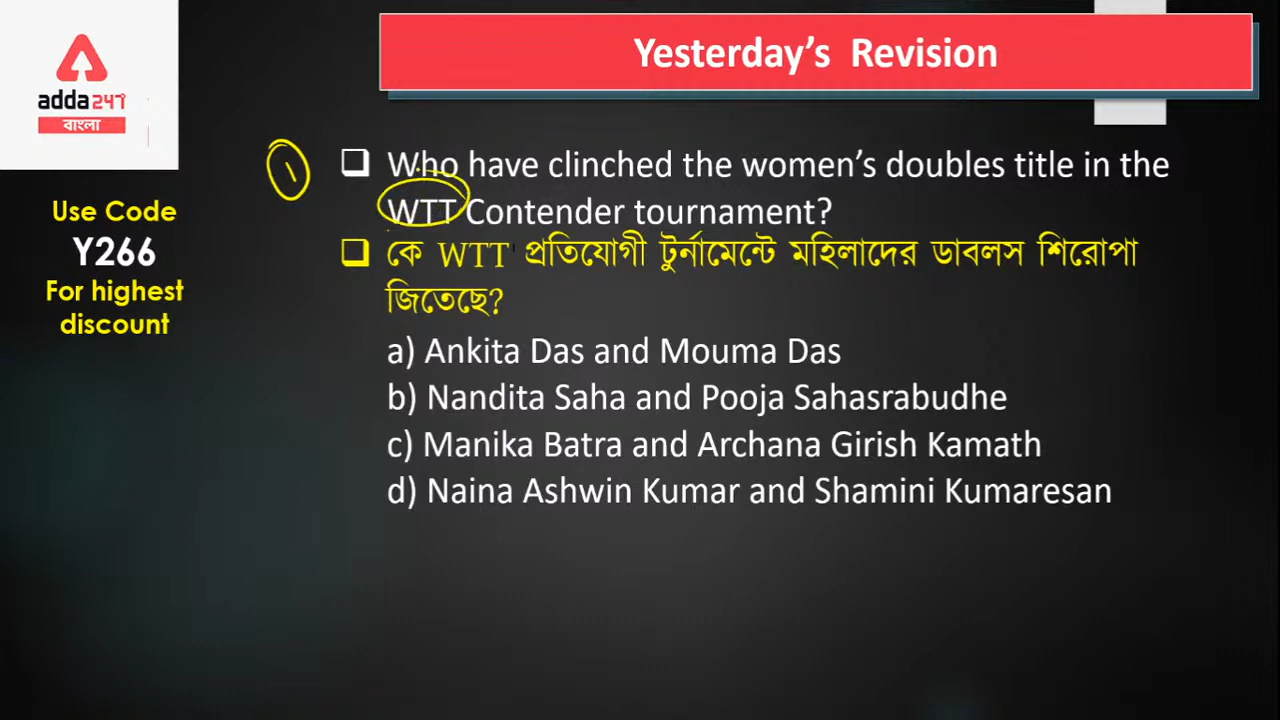 Yesterday's Revision
adda247
বাংলা
Use Code
Y266
For highest
discount
১
❑ Who have clinched the women's doubles title in the
WTT Contender tournament?
❑ কে WTT প্রতিযোগী টুর্নামেন্টে মহিলাদের ডাবলস শিরোপা
জিতেছে?
a) Ankita Das and Mouma Das
b) Nandita Saha and Pooja Sahasrabudhe
c) Manika Batra and Archana Girish Kamath
d) Naina Ashwin Kumar and Shamini Kumaresan